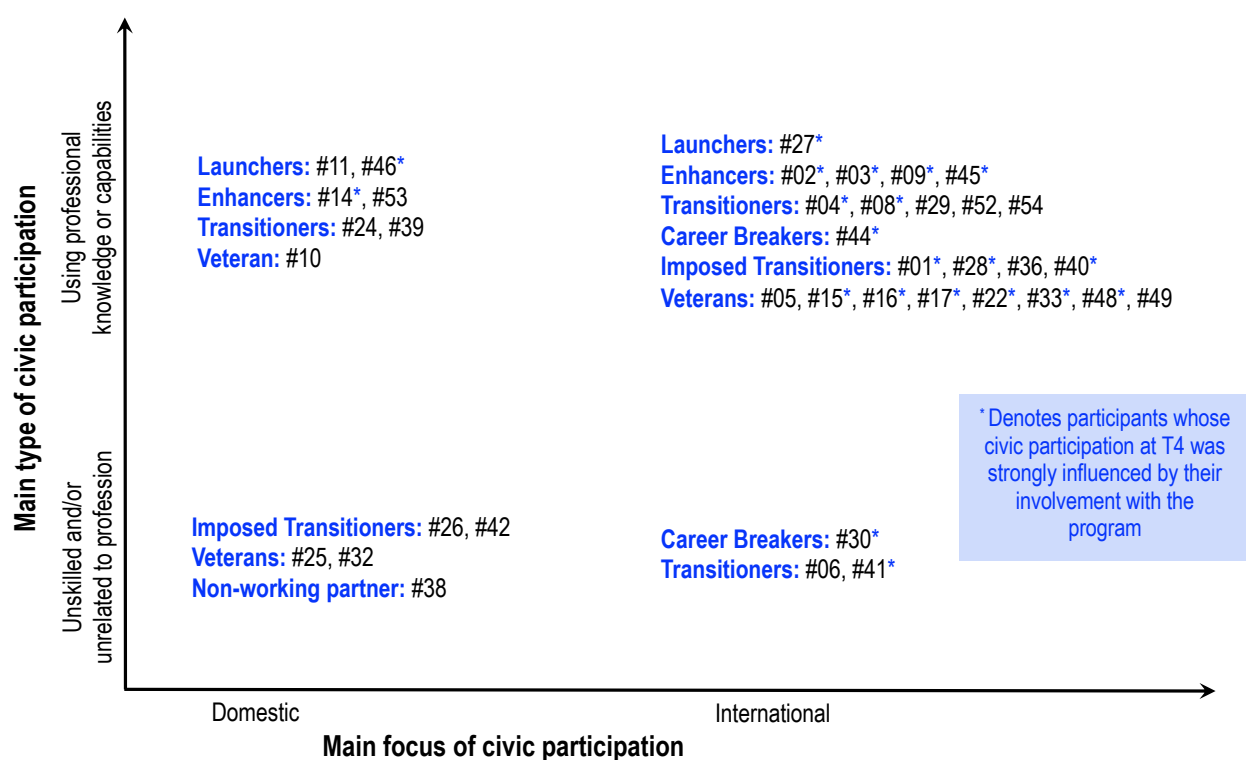 Main type of civic participation
Using professional
knowledge or capabilities
Unskilled and/or
unrelated to profession
Launchers: #11, #46*
Enhancers: #14*, #53
Transitioners: #24, #39
Veteran: #10
Launchers: #27*
Enhancers: #02*, #03*, #09*, #45*
Transitioners: #04*, #08*, #29, #52, #54
Career Breakers: #44*
Imposed Transitioners: #01*, #28*, #36, #40*
Veterans: #05, #15*, #16*, #17*, #22*, #33*, #48*, #49
* Denotes participants whose
civic participation at T4 was
strongly influenced by their
involvement with the
program
Imposed Transitioners: #26, #42
Veterans: #25, #32
Non-working partner: #38
Career Breakers: #30*
Transitioners: #06, #41*
Domestic
International
Main focus of civic participation